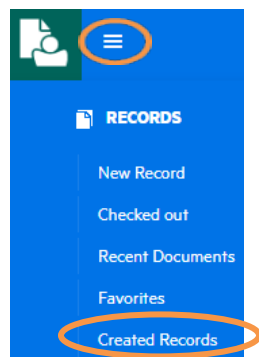 RECORDS
New Record
Checked out
Recent Documents
Favorites
Created Records